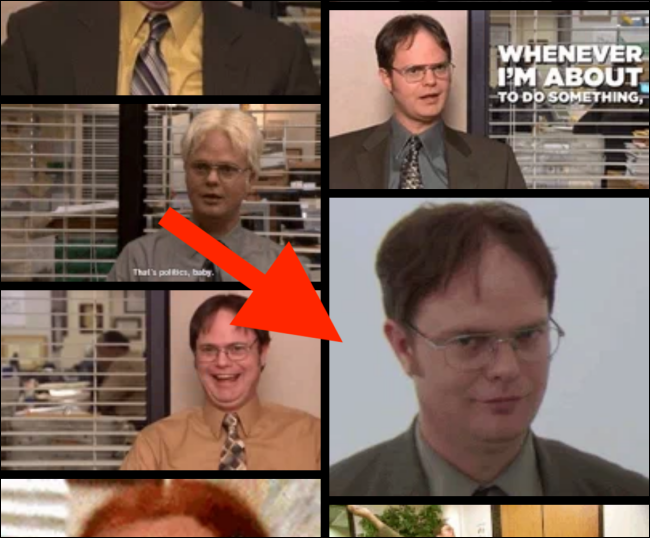 That's politics, baby.
WHENEVER
I'M ABOUT
TO DO SOMETHING,